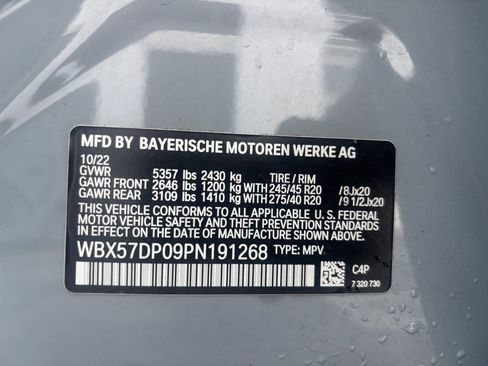 MFD BY BAYERISCHE MOTOREN WERKE AG
10/22
GVWR 5357 lbs 2430 kg TIRE / RIM
GAWR FRONT 2646 lbs 1200 kg WITH 245/45 R20 /8Jx20
GAWR REAR 3109 lbs 1410 kg WITH 275/40 R20 /9 1/2Jx20
THIS VEHICLE CONFORMS TO ALL APPLICABLE U.S. FEDERAL
MOTOR VEHICLE SAFETY AND THEFT PREVENTION STANDARDS
IN EFFECT ON THE DATE OF MANUFACTURE SHOWN ABOVE.
WBX57DP09PN191268 TYPE: MPV
C4P
7 320 730